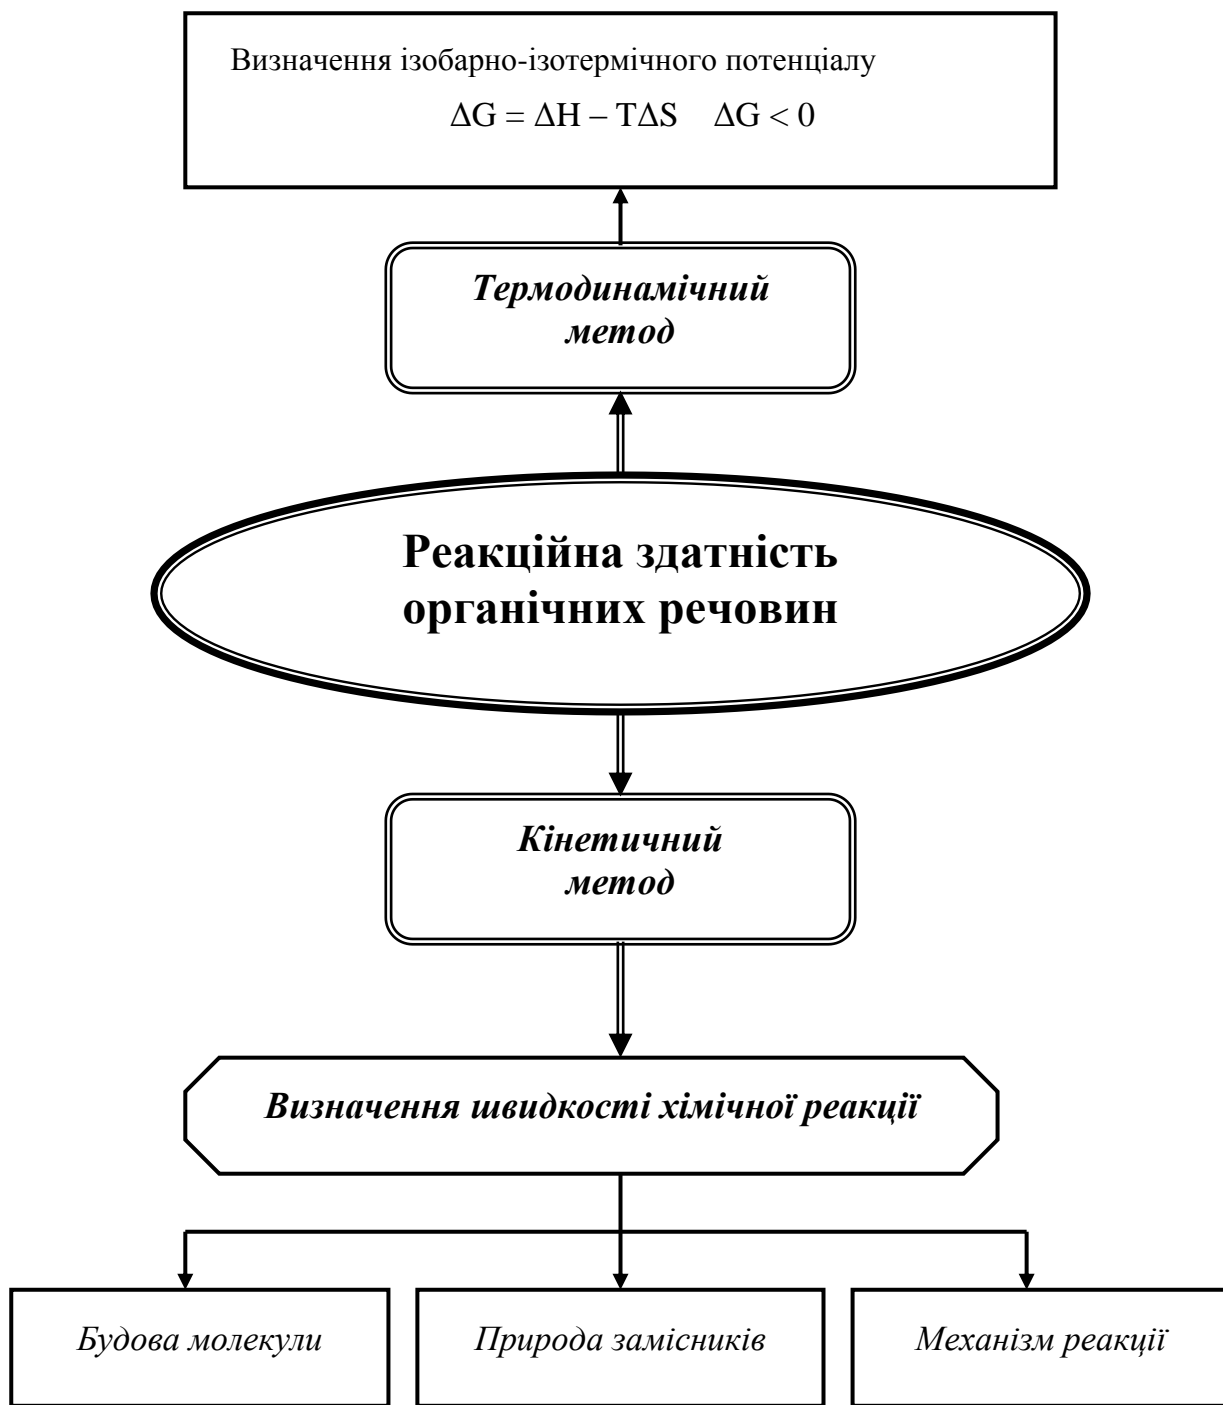 Визначення ізобарно-ізотермічного потенціалу
ΔG = ΔH – TΔS ΔG < 0
Термодинамічний
метод
Реакційна здатність
органічних речовин
Кінетичний
метод
Визначення швидкості хімічної реакції
Будова молекули
Природа замісників
Механізм реакції